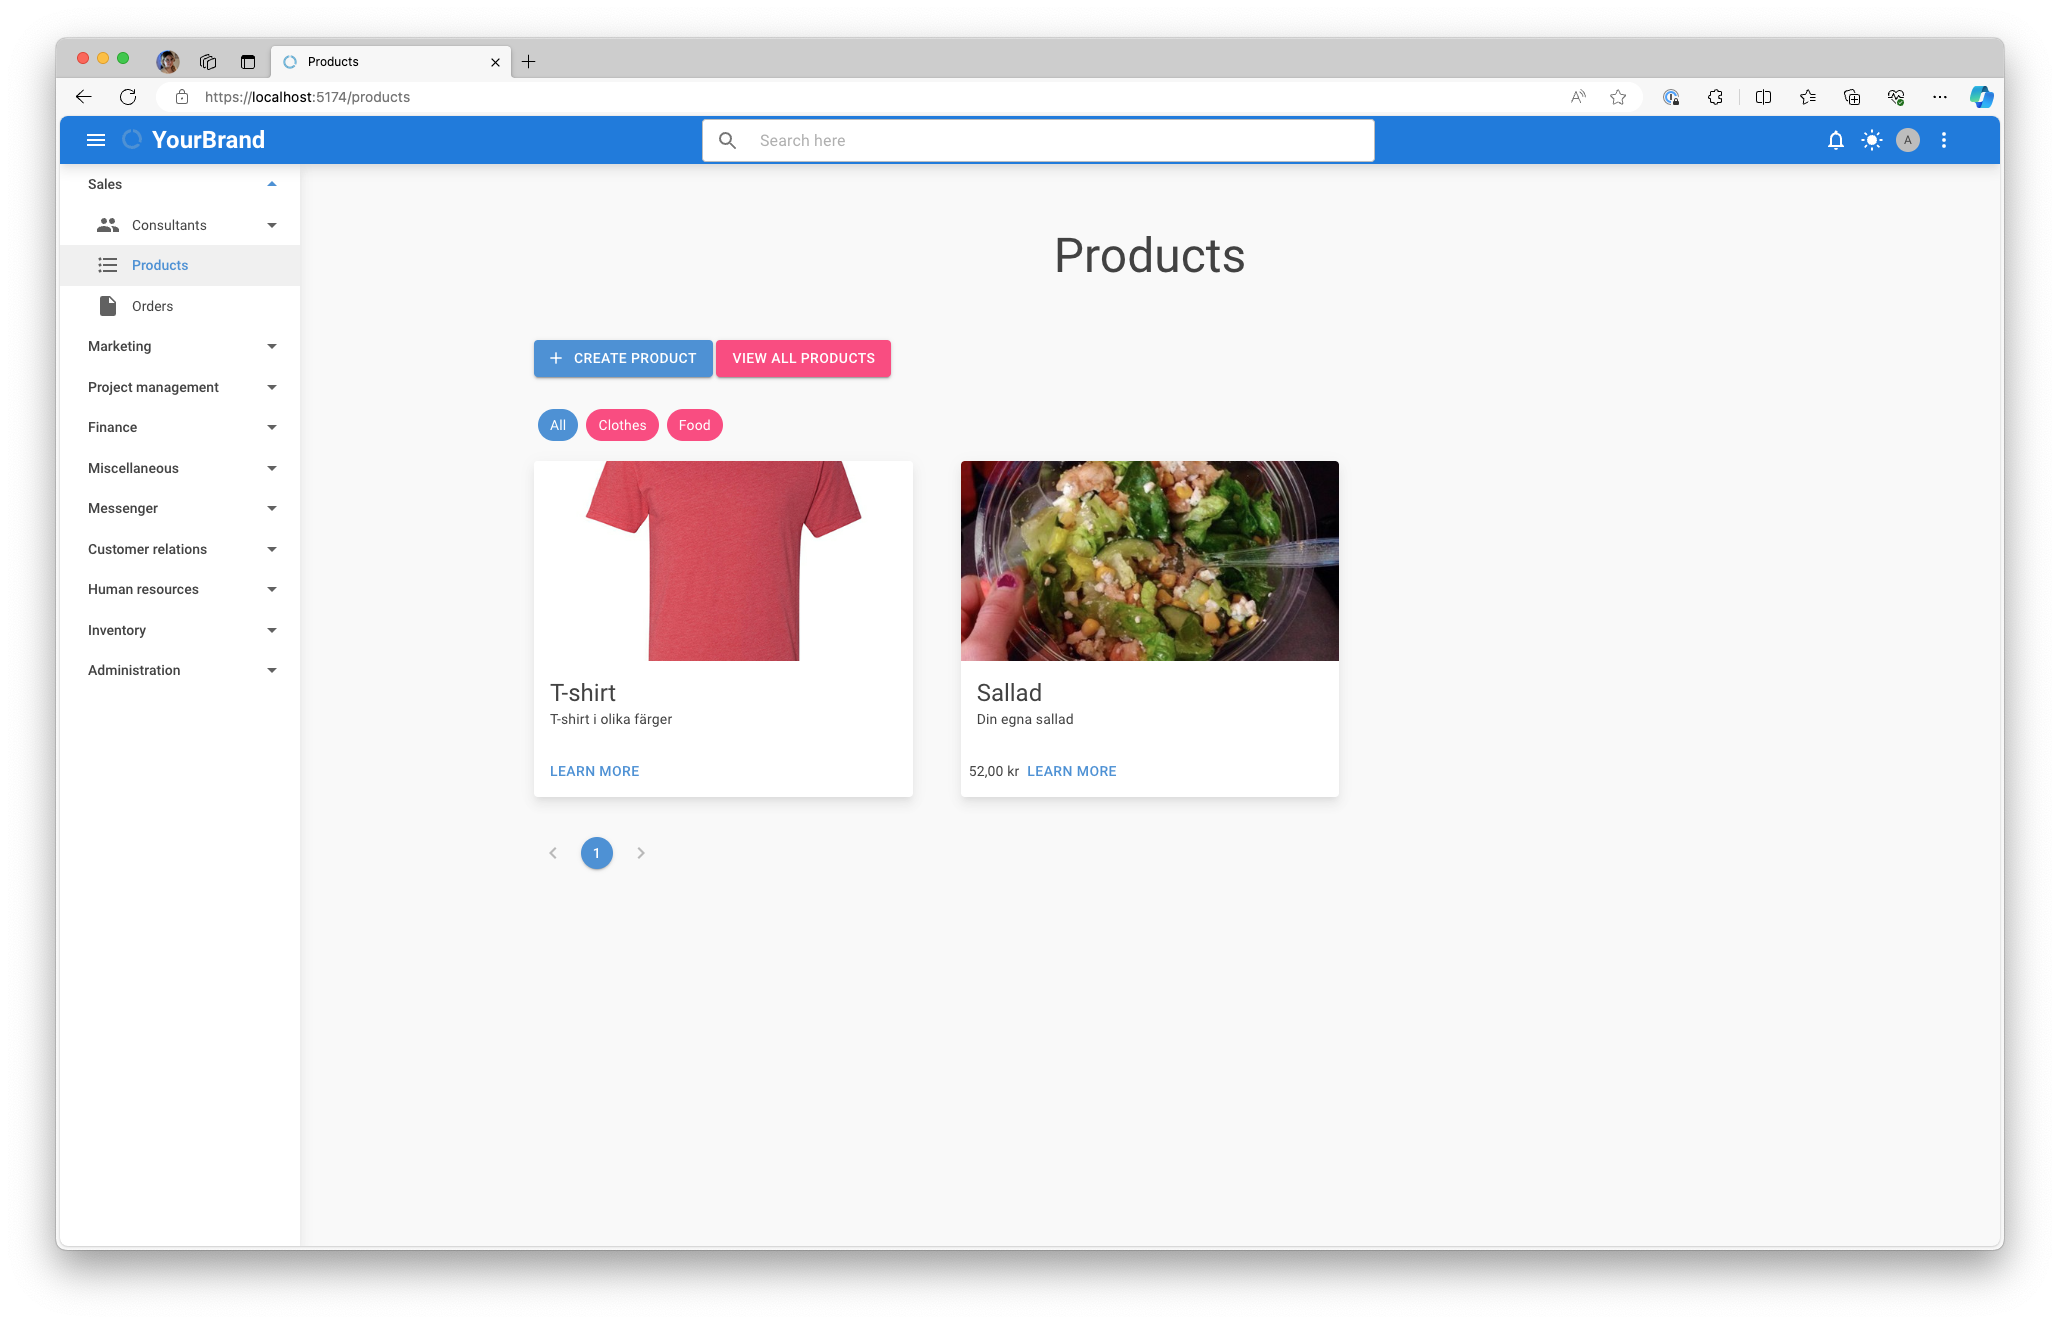 Products
https://localhost:5174/products
YourBrand
Search here
A
Sales
Consultants
Products
Orders
Marketing
Project management
Finance
Miscellaneous
Messenger
Customer relations
Human resources
Inventory
Administration
Products
CREATE PRODUCT
VIEW ALL PRODUCTS
All
Clothes
Food
T-shirt
T-shirt i olika färger
LEARN MORE
Sallad
Din egna sallad
52,00 kr LEARN MORE
1